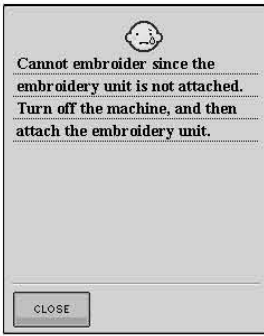 Cannot embroider since the
embroidery unit is not attached.
Turn off the machine, and then
attach the embroidery unit.
CLOSE